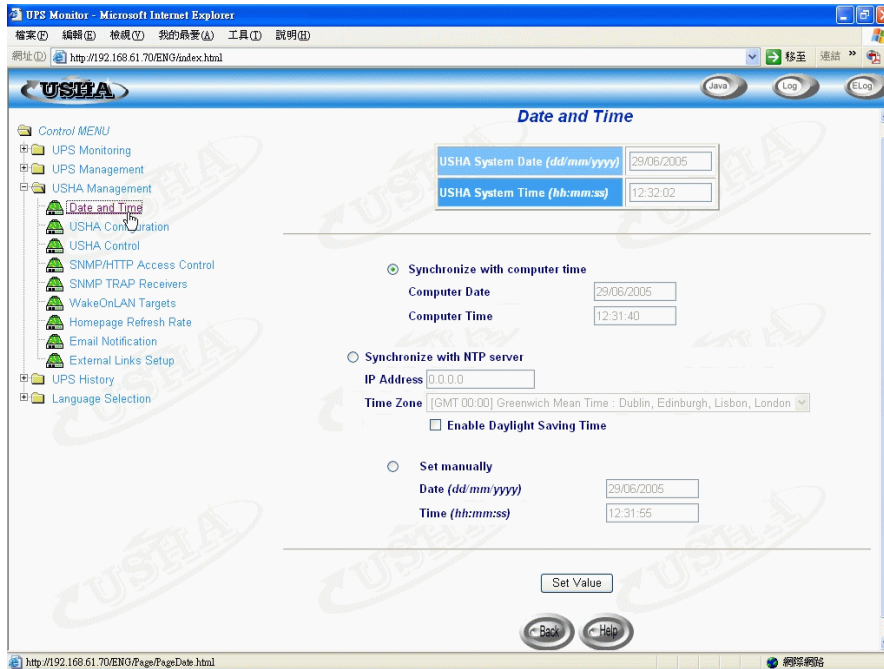 UPS Monitor - Microsoft Internet Explorer
檔案(F) 編輯(E) 檢視(V) 我的最愛(A) 工具(T) 說明(H)
網址(D) http://192.168.61.70/ENG/index.html 移至 連結 »
USHA
Java Log ELog
Control MENU
UPS Monitoring
UPS Management
USHA Management
Date and Time
USHA Configuration
USHA Control
SNMP/HTTP Access Control
SNMP TRAP Receivers
WakeOnLAN Targets
Homepage Refresh Rate
Email Notification
External Links Setup
UPS History
Language Selection
Date and Time
USHA System Date (dd/mm/yyyy) 29/06/2005
USHA System Time (hh:mm:ss) 12:32:02
Synchronize with computer time
Computer Date 29/06/2005
Computer Time 12:31:40
Synchronize with NTP server
IP Address 0.0.0.0
Time Zone [GMT 00:00] Greenwich Mean Time : Dublin, Edinburgh, Lisbon, London
Enable Daylight Saving Time
Set manually
Date (dd/mm/yyyy) 29/06/2005
Time (hh:mm:ss) 12:31:55
Set Value
Back Help
http://192.168.61.70/ENG/Page/PageDate.html 網際網路